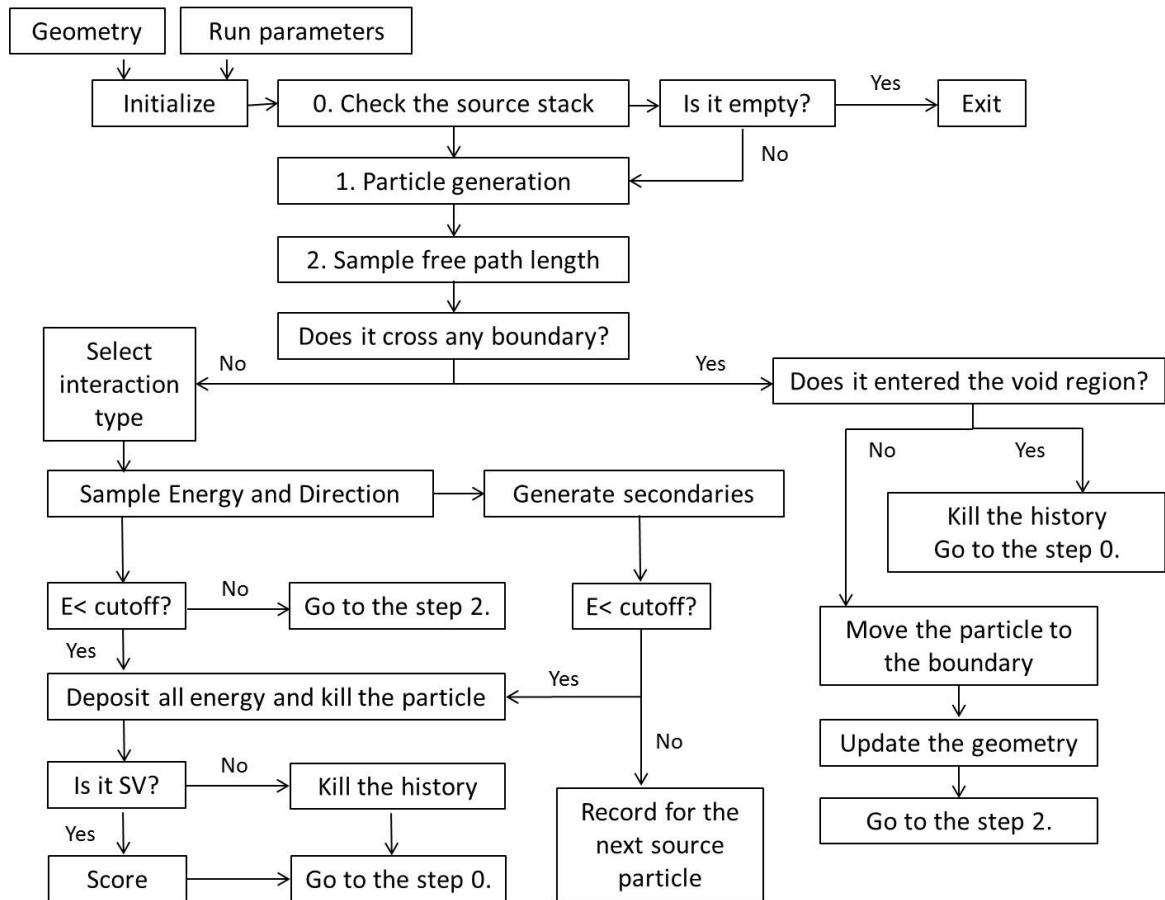 Geometry
Run parameters
Initialize
0. Check the source stack
Is it empty?
Yes
Exit
No
1. Particle generation
2. Sample free path length
Does it cross any boundary?
Select
interaction
type
No
Yes
Does it entered the void region?
No
Yes
Sample Energy and Direction
Generate secondaries
Kill the history
Go to the step 0.
E< cutoff?
No
Go to the step 2.
E< cutoff?
Move the particle to
the boundary
Yes
Deposit all energy and kill the particle
Yes
No
Update the geometry
Is it SV?
No
Kill the history
Record for the
next source
particle
Go to the step 2.
Yes
Score
Go to the step 0.